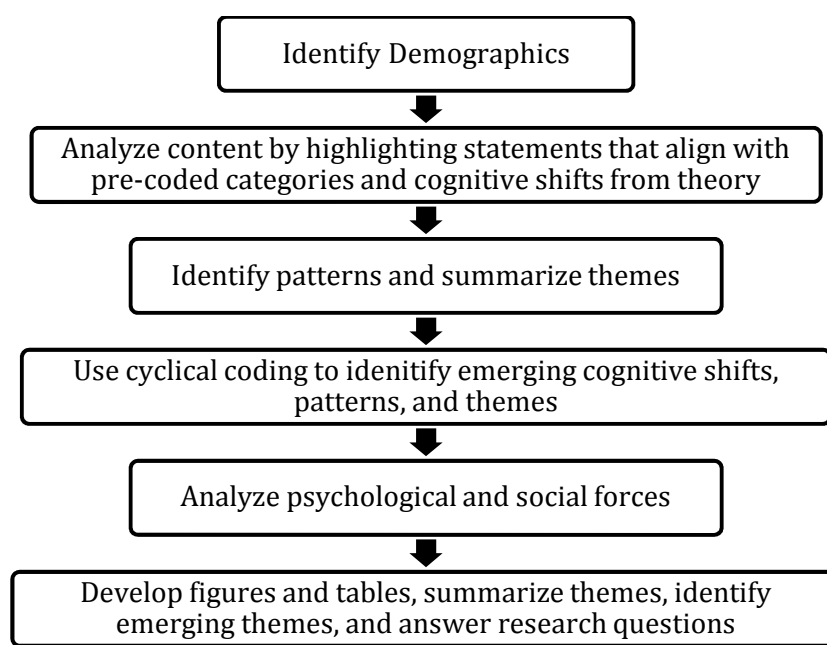 Identify Demographics
Analyze content by highlighting statements that align with
pre-coded categories and cognitive shifts from theory
Identify patterns and summarize themes
Use cyclical coding to idenitify emerging cognitive shifts,
patterns, and themes
Analyze psychological and social forces
Develop figures and tables, summarize themes, identify
emerging themes, and answer research questions